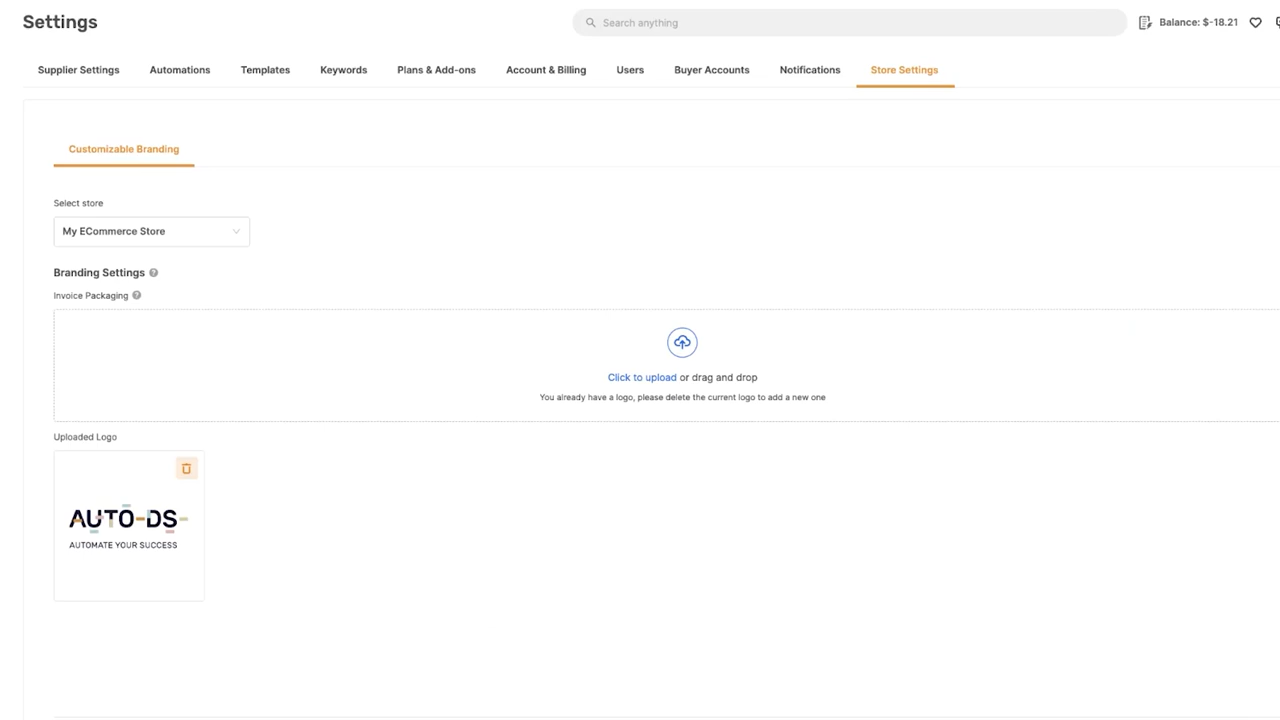 Settings
Search anything
Balance: $-18.21
Supplier Settings Automations Templates Keywords Plans & Add-ons Account & Billing Users Buyer Accounts Notifications Store Settings
Customizable Branding
Select store
My ECommerce Store
Branding Settings
Invoice Packaging
Click to upload or drag and drop
You already have a logo, please delete the current logo to add a new one
Uploaded Logo
AUTO-DS
AUTOMATE YOUR SUCCESS